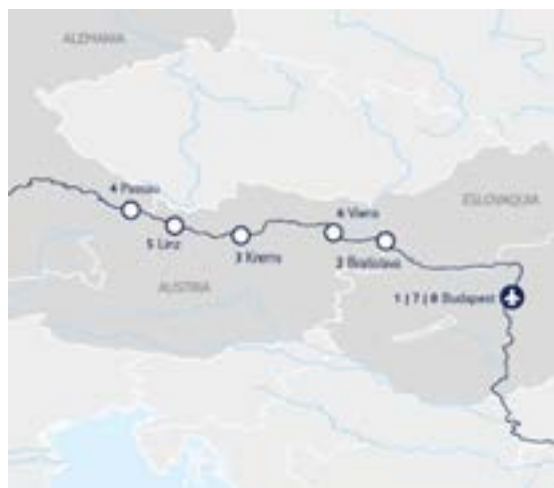 ALEMANIA
ESLOVAQUIA
4 Passau
6 Viena
5 Linz
3 Krems
2 Bratislava
AUSTRIA
1 | 7 | 8 Budapest